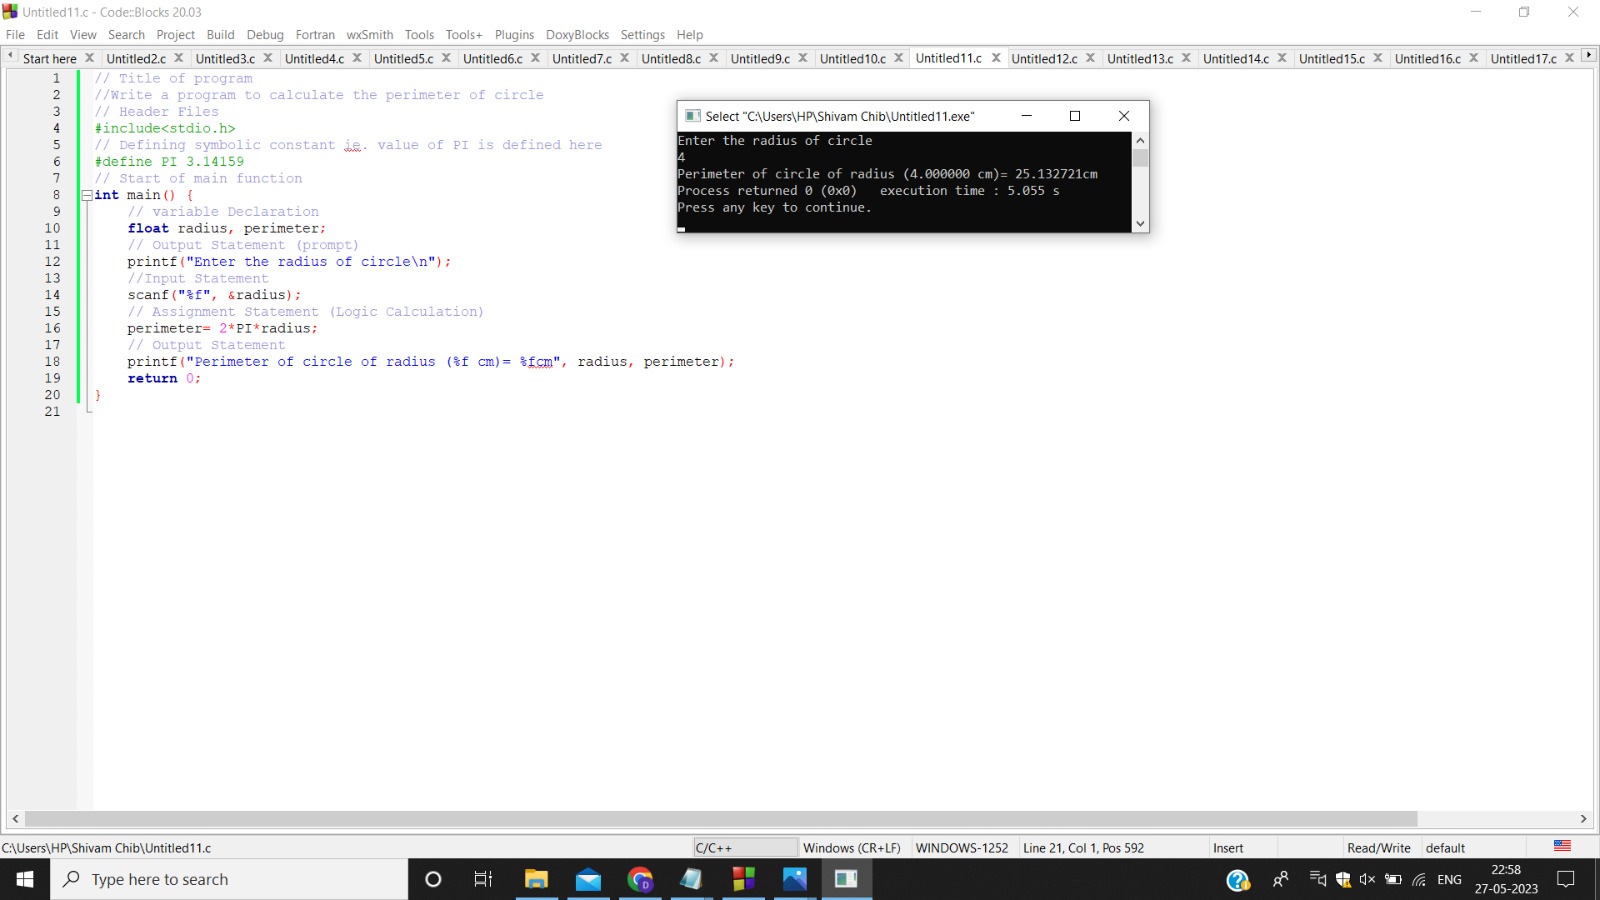 Untitled11.c - Code::Blocks 20.03
File Edit View Search Project Build Debug Fortran wxSmith Tools Tools+ Plugins DoxyBlocks Settings Help
Start here Untitled2.c Untitled3.c Untitled4.c Untitled5.c Untitled6.c Untitled7.c Untitled8.c Untitled9.c Untitled10.c Untitled11.c Untitled12.c Untitled13.c Untitled14.c Untitled15.c Untitled16.c Untitled17.c
1 // Title of program
2 //Write a program to calculate the perimeter of circle
3 // Header Files
4 #include<stdio.h>
5 // Defining symbolic constant ie. value of PI is defined here
6 #define PI 3.14159
7 // Start of main function
8 int main() {
9 // variable Declaration
10 float radius, perimeter;
11 // Output Statement (prompt)
12 printf("Enter the radius of circle\n");
13 //Input Statement
14 scanf("%f", &radius);
15 // Assignment Statement (Logic Calculation)
16 perimeter= 2*PI*radius;
17 // Output Statement
18 printf("Perimeter of circle of radius (%f cm)= %fcm", radius, perimeter);
19 return 0;
20 }
21
Select "C:\Users\HP\Shivam Chib\Untitled11.exe"
Enter the radius of circle
4
Perimeter of circle of radius (4.000000 cm)= 25.132721cm
Process returned 0 (0x0) execution time : 5.055 s
Press any key to continue.
C:\Users\HP\Shivam Chib\Untitled11.c C/C++ Windows (CR+LF) WINDOWS-1252 Line 21, Col 1, Pos 592 Insert Read/Write default
Type here to search
ENG
22:58
27-05-2023